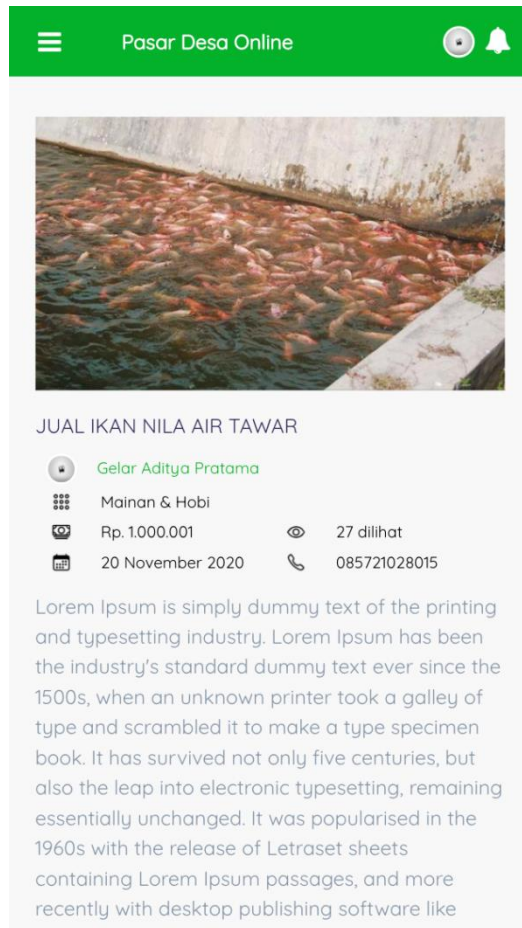 Pasar Desa Online
JUAL IKAN NILA AIR TAWAR
Gelar Aditya Pratama
Mainan & Hobi
Rp. 1.000.001 27 dilihat
20 November 2020 085721028015
Lorem Ipsum is simply dummy text of the printing
and typesetting industry. Lorem Ipsum has been
the industry's standard dummy text ever since the
1500s, when an unknown printer took a galley of
type and scrambled it to make a type specimen
book. It has survived not only five centuries, but
also the leap into electronic typesetting, remaining
essentially unchanged. It was popularised in the
1960s with the release of Letraset sheets
containing Lorem Ipsum passages, and more
recently with desktop publishing software like